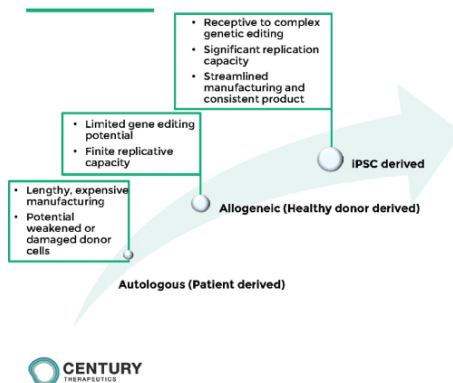 • Receptive to complex
genetic editing
• Significant replication
capacity
• Streamlined
manufacturing and
consistent product
• Limited gene editing
potential
• Finite replicative
capacity
iPSC derived
• Lengthy, expensive
manufacturing
• Potential
weakened or
damaged donor
cells
Allogeneic (Healthy donor derived)
Autologous (Patient derived)
CENTURY
THERAPEUTICS